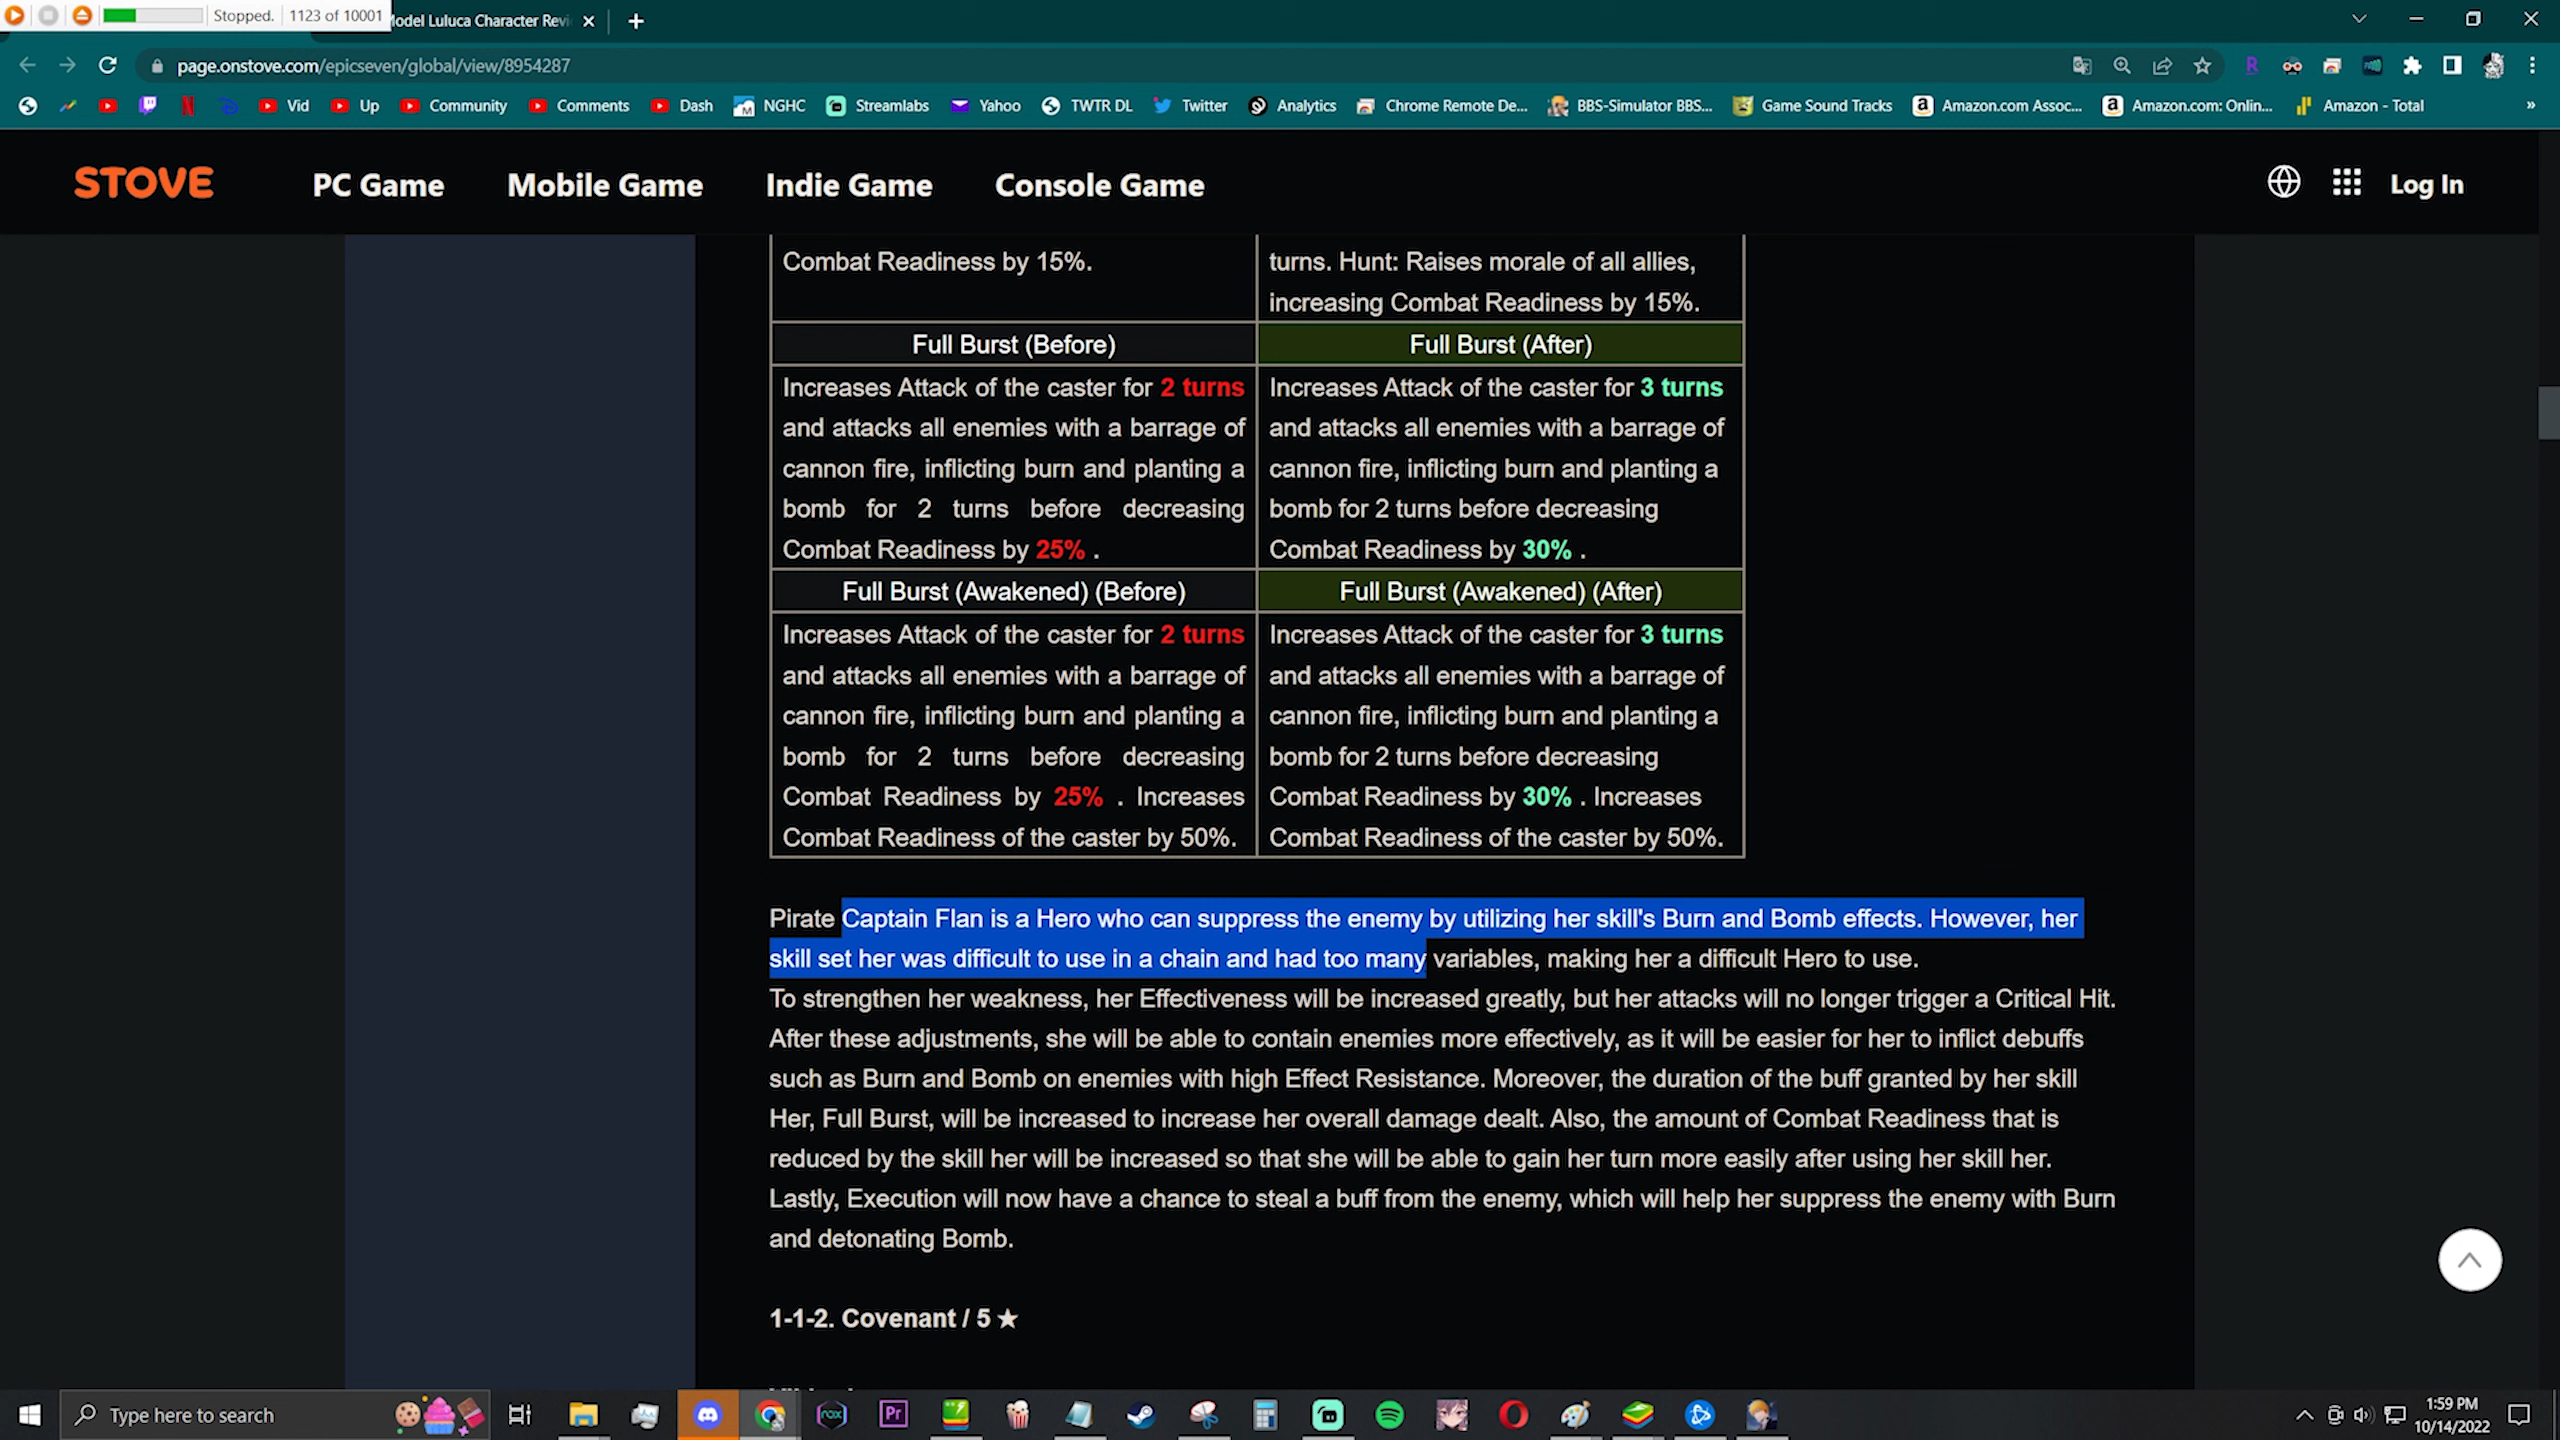 Stopped. 1123 of 10001
odel Luluca Character Revi
page.onstove.com/epicseven/global/view/8954287
Vid Up Community Comments Dash NGHC Streamlabs Yahoo TWTR DL Twitter Analytics Chrome Remote De... BBS-Simulator BBS... Game Sound Tracks Amazon.com Assoc... Amazon.com: Onlin... Amazon - Total »
STOVE PC Game Mobile Game Indie Game Console Game Log In
Combat Readiness by 15%.
turns. Hunt: Raises morale of all allies,
increasing Combat Readiness by 15%.
Full Burst (Before)
Full Burst (After)
Increases Attack of the caster for 2 turns
and attacks all enemies with a barrage of
cannon fire, inflicting burn and planting a
bomb for 2 turns before decreasing
Combat Readiness by 25% .
Increases Attack of the caster for 3 turns
and attacks all enemies with a barrage of
cannon fire, inflicting burn and planting a
bomb for 2 turns before decreasing
Combat Readiness by 30% .
Full Burst (Awakened) (Before)
Full Burst (Awakened) (After)
Increases Attack of the caster for 2 turns
and attacks all enemies with a barrage of
cannon fire, inflicting burn and planting a
bomb for 2 turns before decreasing
Combat Readiness by 25% . Increases
Combat Readiness of the caster by 50%.
Increases Attack of the caster for 3 turns
and attacks all enemies with a barrage of
cannon fire, inflicting burn and planting a
bomb for 2 turns before decreasing
Combat Readiness by 30% . Increases
Combat Readiness of the caster by 50%.
Pirate Captain Flan is a Hero who can suppress the enemy by utilizing her skill's Burn and Bomb effects. However, her
skill set her was difficult to use in a chain and had too many variables, making her a difficult Hero to use.
To strengthen her weakness, her Effectiveness will be increased greatly, but her attacks will no longer trigger a Critical Hit.
After these adjustments, she will be able to contain enemies more effectively, as it will be easier for her to inflict debuffs
such as Burn and Bomb on enemies with high Effect Resistance. Moreover, the duration of the buff granted by her skill
Her, Full Burst, will be increased to increase her overall damage dealt. Also, the amount of Combat Readiness that is
reduced by the skill her will be increased so that she will be able to gain her turn more easily after using her skill her.
Lastly, Execution will now have a chance to steal a buff from the enemy, which will help her suppress the enemy with Burn
and detonating Bomb.
1-1-2. Covenant / 5 ★
Type here to search
nox
Pr
1:59 PM
10/14/2022